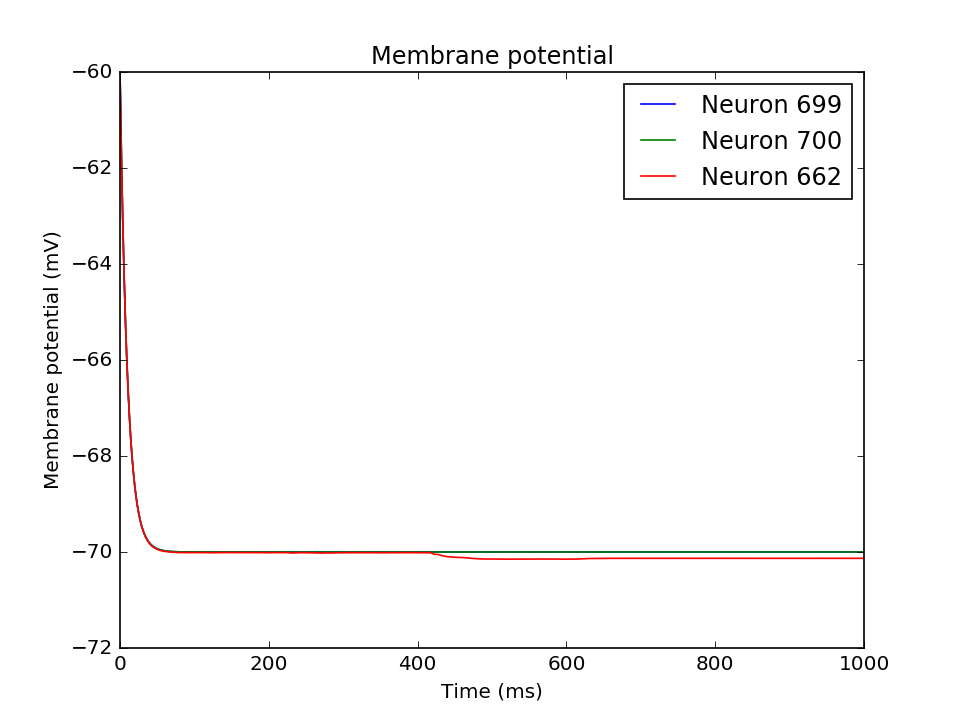 Membrane potential
−60
−62
−64
−66
−68
−70
−72
Membrane potential (mV)
Neuron 699
Neuron 700
Neuron 662
0
200
400
600
800
1000
Time (ms)